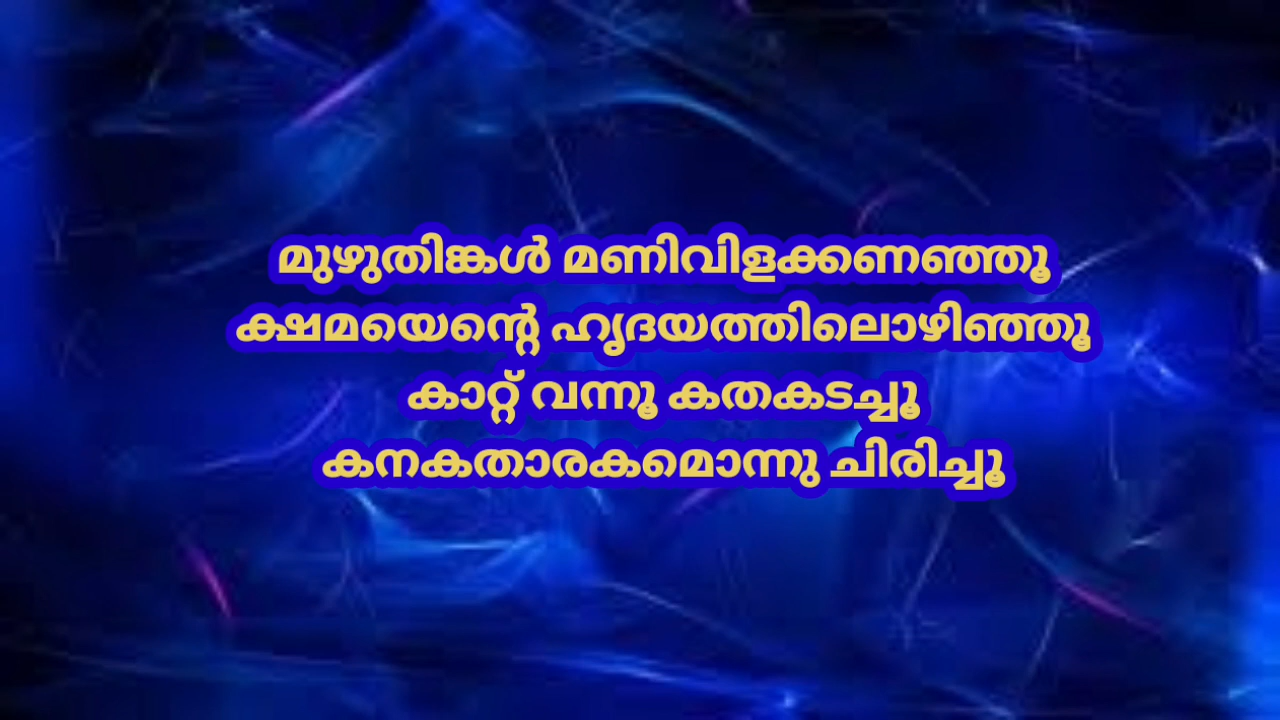 മുഴുതിങ്കൾ മണിവിളക്കണഞ്ഞൂ
ക്ഷമയെന്റെ ഹൃദയത്തിലൊഴിഞ്ഞൂ
കാറ്റ് വന്നൂ കതകടച്ചൂ
കനകതാരകമൊന്നു ചിരിച്ചൂ